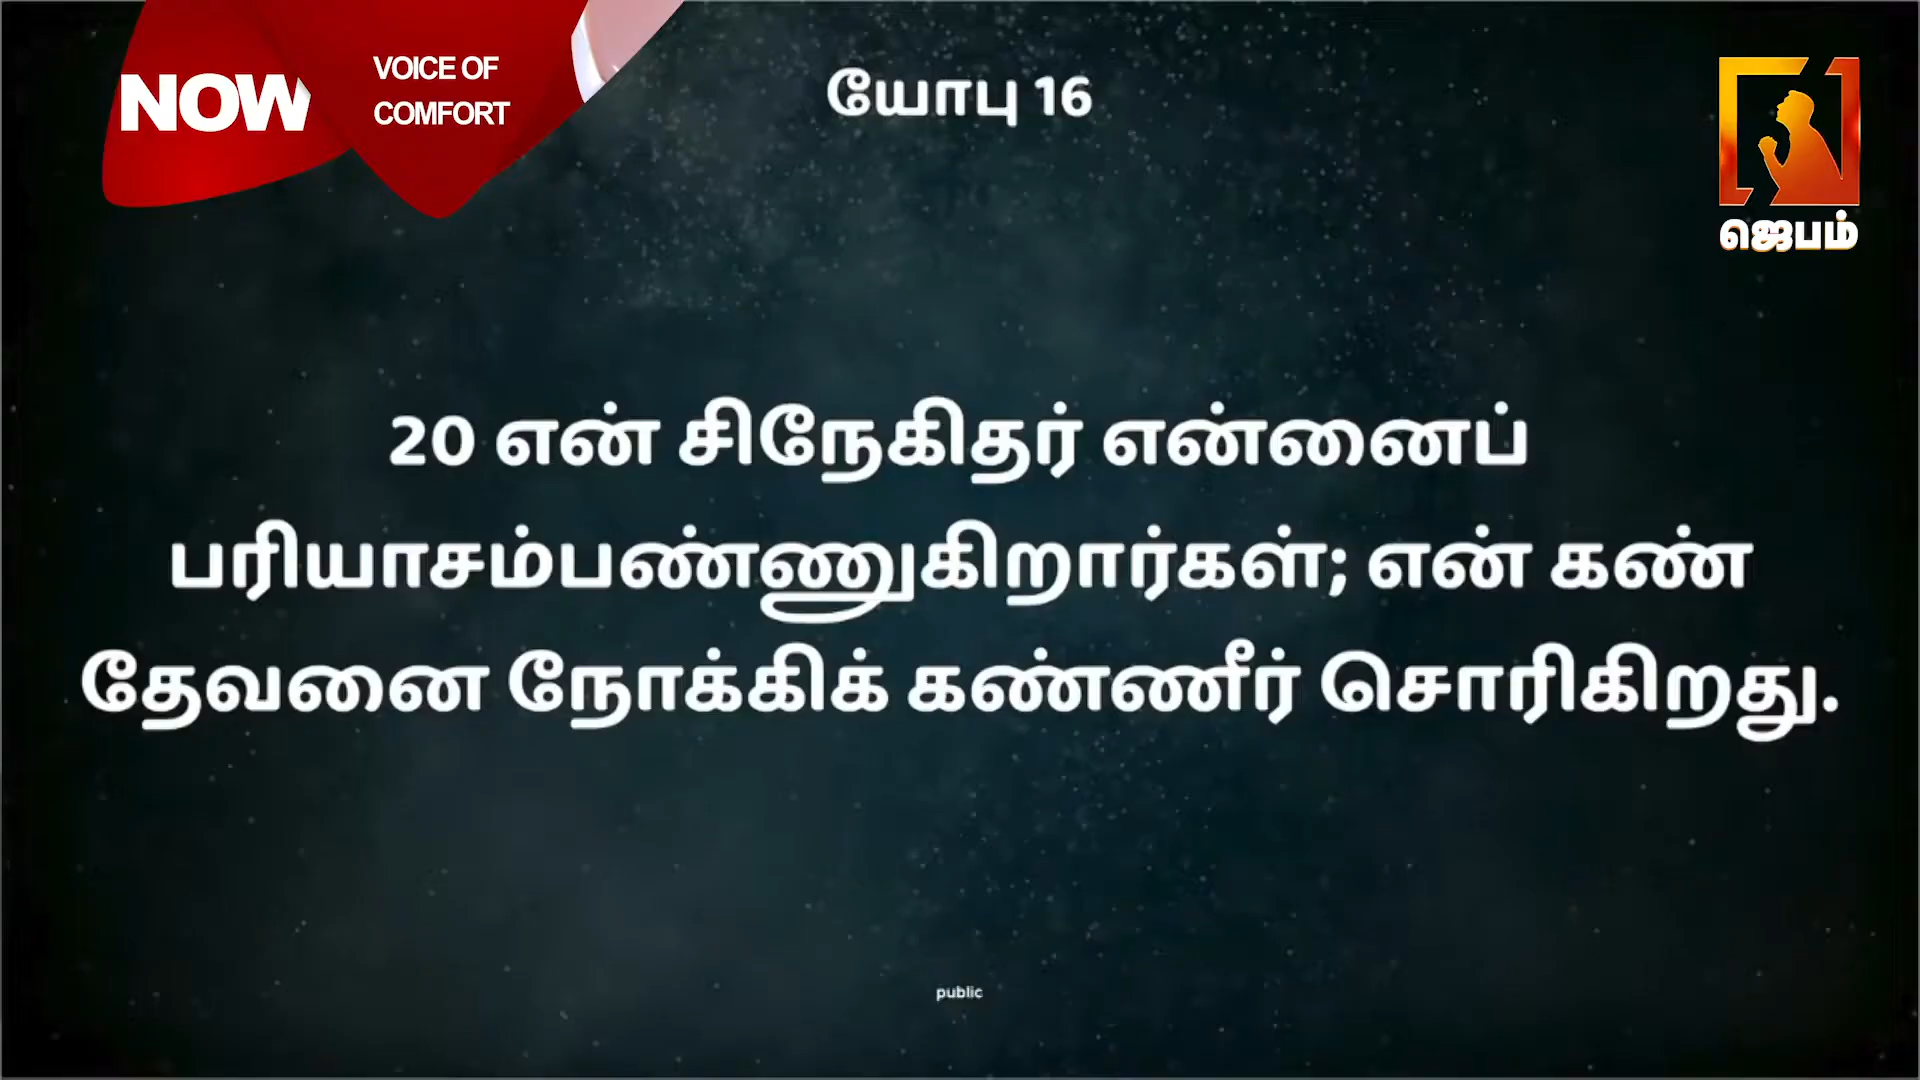 NOW
VOICE OF
COMFORT
யோபு 16
ஜெபம்
20 என் சிநேகிதர் என்னைப்
பரியாசம்பண்ணுகிறார்கள்; என் கண்
தேவனை நோக்கிக் கண்ணீர் சொரிகிறது.
public